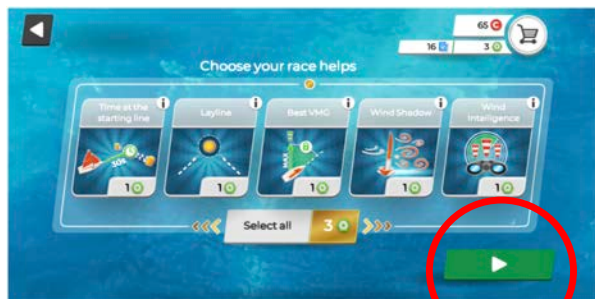 65
16 3
Choose your race helps
Time at the starting line
Layline
Best VMG
Wind Shadow
Wind Intelligence
30s
MAX
1
1
1
1
1
Select all 3